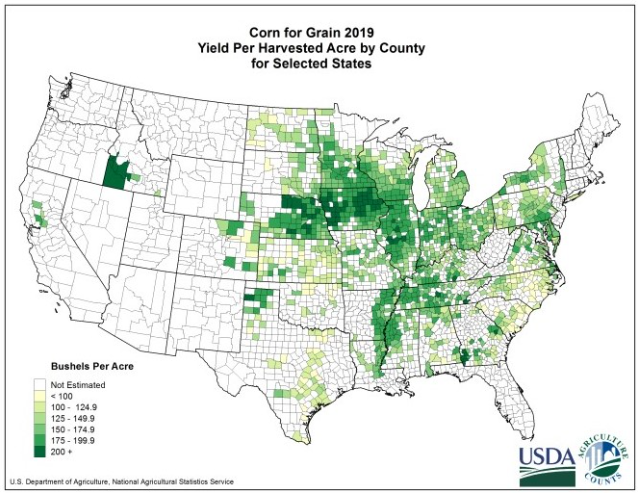 Corn for Grain 2019
Yield Per Harvested Acre by County
for Selected States
Bushels Per Acre
Not Estimated
< 100
100 - 124.9
125 - 149.9
150 - 174.9
175 - 199.9
200 +
U.S. Department of Agriculture, National Agricultural Statistics Service
USDA
AGRICULTURE
COUNTS